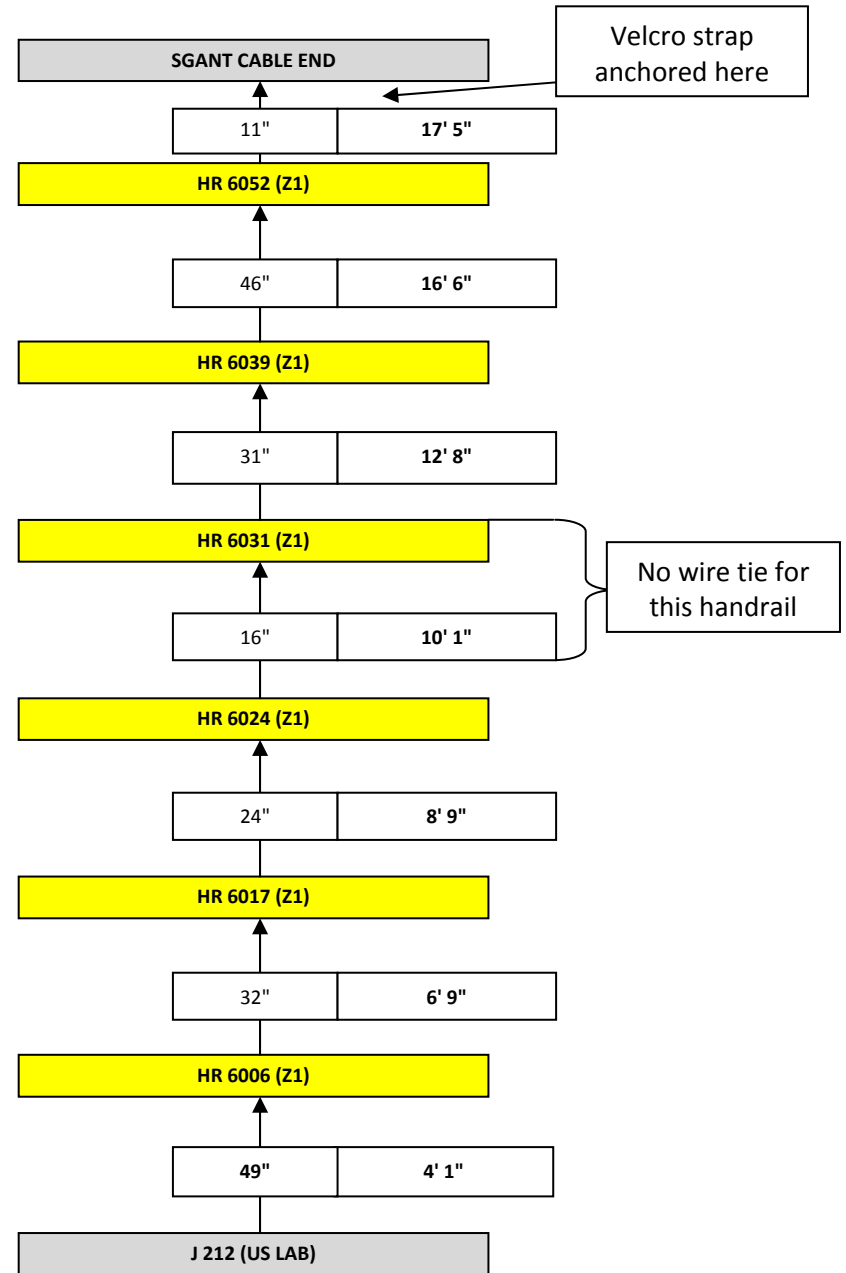 Velcro strap
anchored here
SGANT CABLE END
11" 17' 5"
HR 6052 (Z1)
46" 16' 6"
HR 6039 (Z1)
31" 12' 8"
HR 6031 (Z1)
No wire tie for
this handrail
16" 10' 1"
HR 6024 (Z1)
24" 8' 9"
HR 6017 (Z1)
32" 6' 9"
HR 6006 (Z1)
49" 4' 1"
J 212 (US LAB)